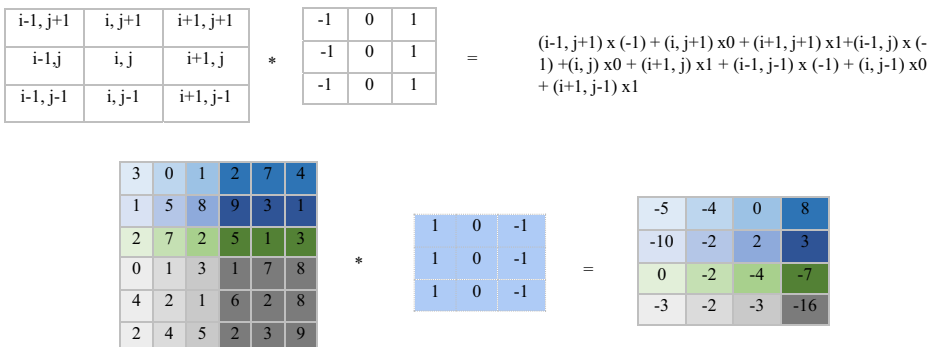 i-1, j+1 i, j+1 i+1, j+1
i-1,j i, j i+1, j
i-1, j-1 i, j-1 i+1, j-1
*
-1 0 1
-1 0 1
-1 0 1
=
(i-1, j+1) x (-1) + (i, j+1) x0 + (i+1, j+1) x1+(i-1, j) x (-
1) +(i, j) x0 + (i+1, j) x1 + (i-1, j-1) x (-1) + (i, j-1) x0
+ (i+1, j-1) x1
3 0 1 2 7 4
1 5 8 9 3 1
2 7 2 5 1 3
0 1 3 1 7 8
4 2 1 6 2 8
2 4 5 2 3 9
*
1 0 -1
1 0 -1
1 0 -1
=
-5 -4 0 8
-10 -2 2 3
0 -2 -4 -7
-3 -2 -3 -16